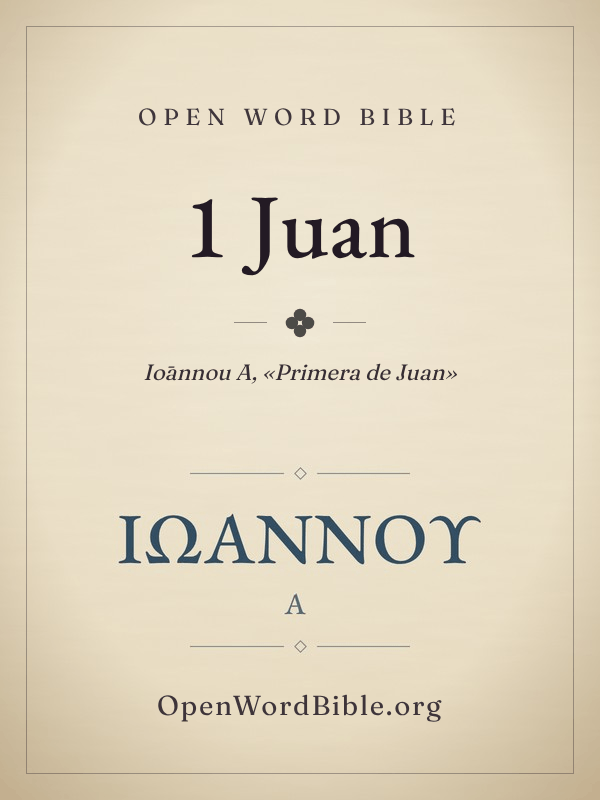 OPEN WORD BIBLE
1 Juan
Ioānnou A, «Primera de Juan»
ΙΩΑΝΝΟΥ
Α
OpenWordBible.org